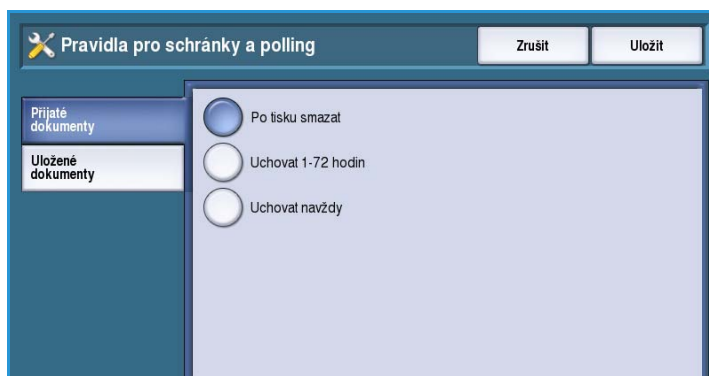 Pravidla pro schránky a polling
Zrušit
Uložit
Přijaté
dokumenty
Uložené
dokumenty
Po tisku smazat
Uchovat 1-72 hodin
Uchovat navždy